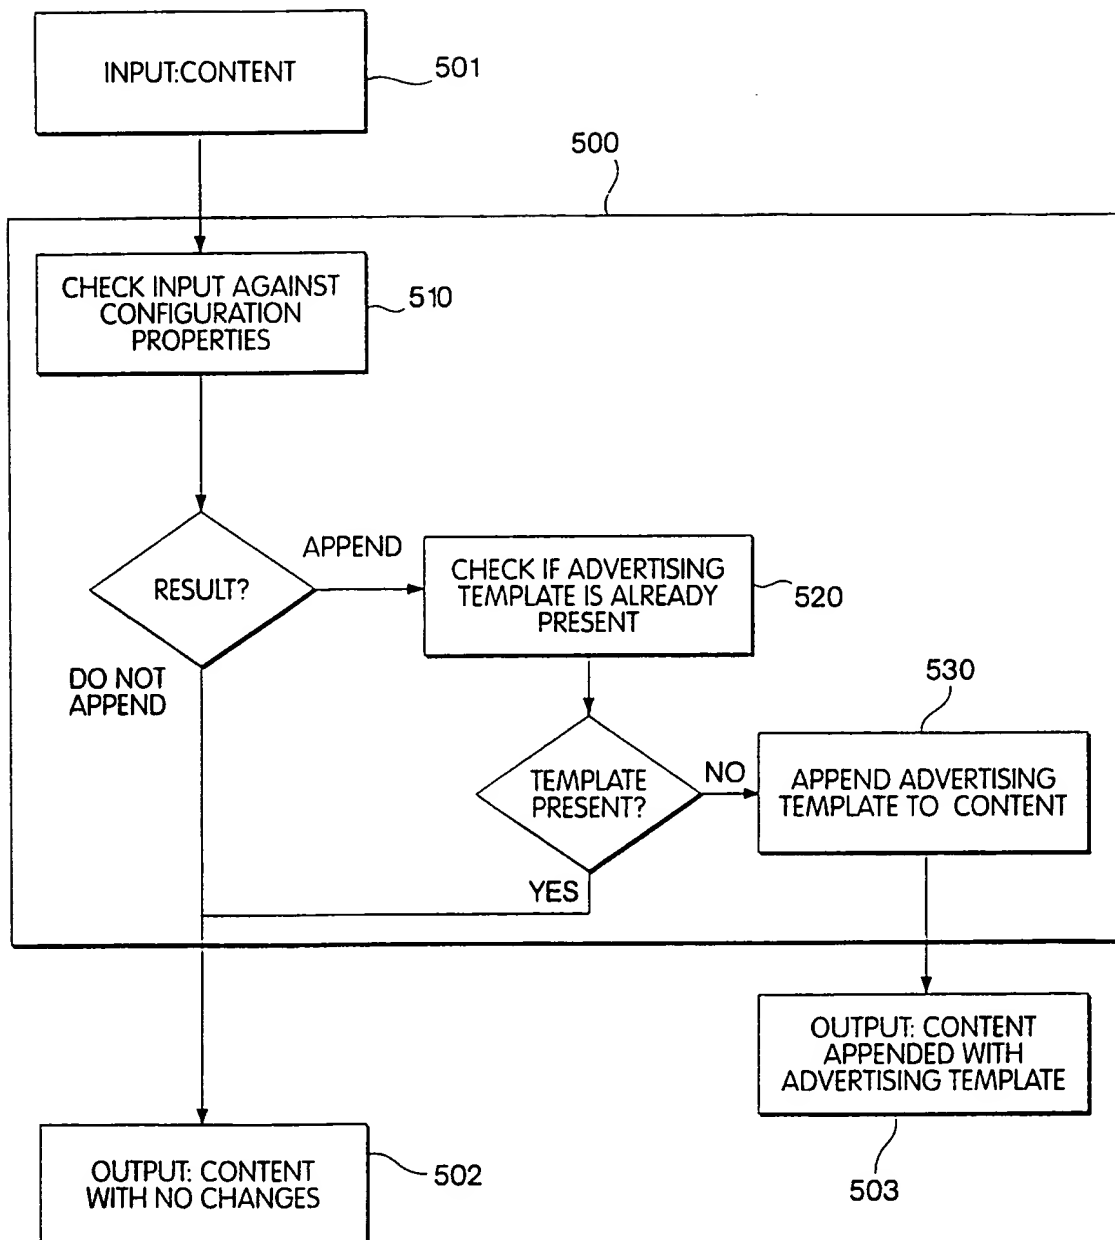 INPUT:CONTENT
501
500
CHECK INPUT AGAINST
CONFIGURATION
PROPERTIES
510
RESULT?
APPEND
CHECK IF ADVERTISING
TEMPLATE IS ALREADY
PRESENT
520
DO NOT
APPEND
530
TEMPLATE
PRESENT?
NO
APPEND ADVERTISING
TEMPLATE TO CONTENT
YES
OUTPUT: CONTENT
APPENDED WITH
ADVERTISING TEMPLATE
503
OUTPUT: CONTENT
WITH NO CHANGES
502